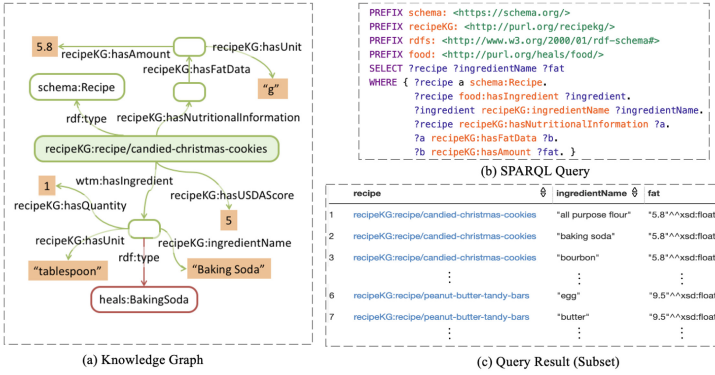 5.8
recipeKG:hasAmount
recipeKG:hasUnit
recipeKG:hasFatData
"g"
schema:Recipe
rdf:type
recipeKG:hasNutritionalInformation
recipeKG:recipe/candied-christmas-cookies
1
wtm:hasIngredient
recipeKG:hasQuantity
recipeKG:hasUSDAScore
5
recipeKG:hasUnit
recipeKG:ingredientName
rdf:type
"tablespoon"
"Baking Soda"
heals:BakingSoda
(a) Knowledge Graph
PREFIX schema: <https://schema.org/>
PREFIX recipeKG: <http://purl.org/recipekg/>
PREFIX rdfs: <http://www.w3.org/2000/01/rdf-schema#>
PREFIX food: <http://purl.org/heals/food/>
SELECT ?recipe ?ingredientName ?fat
WHERE { ?recipe a schema:Recipe.
?recipe food:hasIngredient ?ingredient.
?ingredient recipeKG:ingredientName ?ingredientName.
?recipe recipeKG:hasNutritionalInformation ?a.
?a recipeKG:hasFatData ?b.
?b recipeKG:hasAmount ?fat. }
(b) SPARQL Query
recipe ingredientName fat
1 recipeKG:recipe/candied-christmas-cookies "all purpose flour" "5.8"^^xsd:float
2 recipeKG:recipe/candied-christmas-cookies "baking soda" "5.8"^^xsd:float
3 recipeKG:recipe/candied-christmas-cookies "bourbon" "5.8"^^xsd:float
⋮ ⋮ ⋮
6 recipeKG:recipe/peanut-butter-tandy-bars "egg" "9.5"^^xsd:float
7 recipeKG:recipe/peanut-butter-tandy-bars "butter" "9.5"^^xsd:float
⋮ ⋮ ⋮
(c) Query Result (Subset)